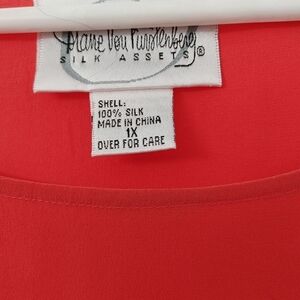 Diane Von Furstenberg
SILK ASSETS®
SHELL:
100% SILK
MADE IN CHINA
1X
OVER FOR CARE